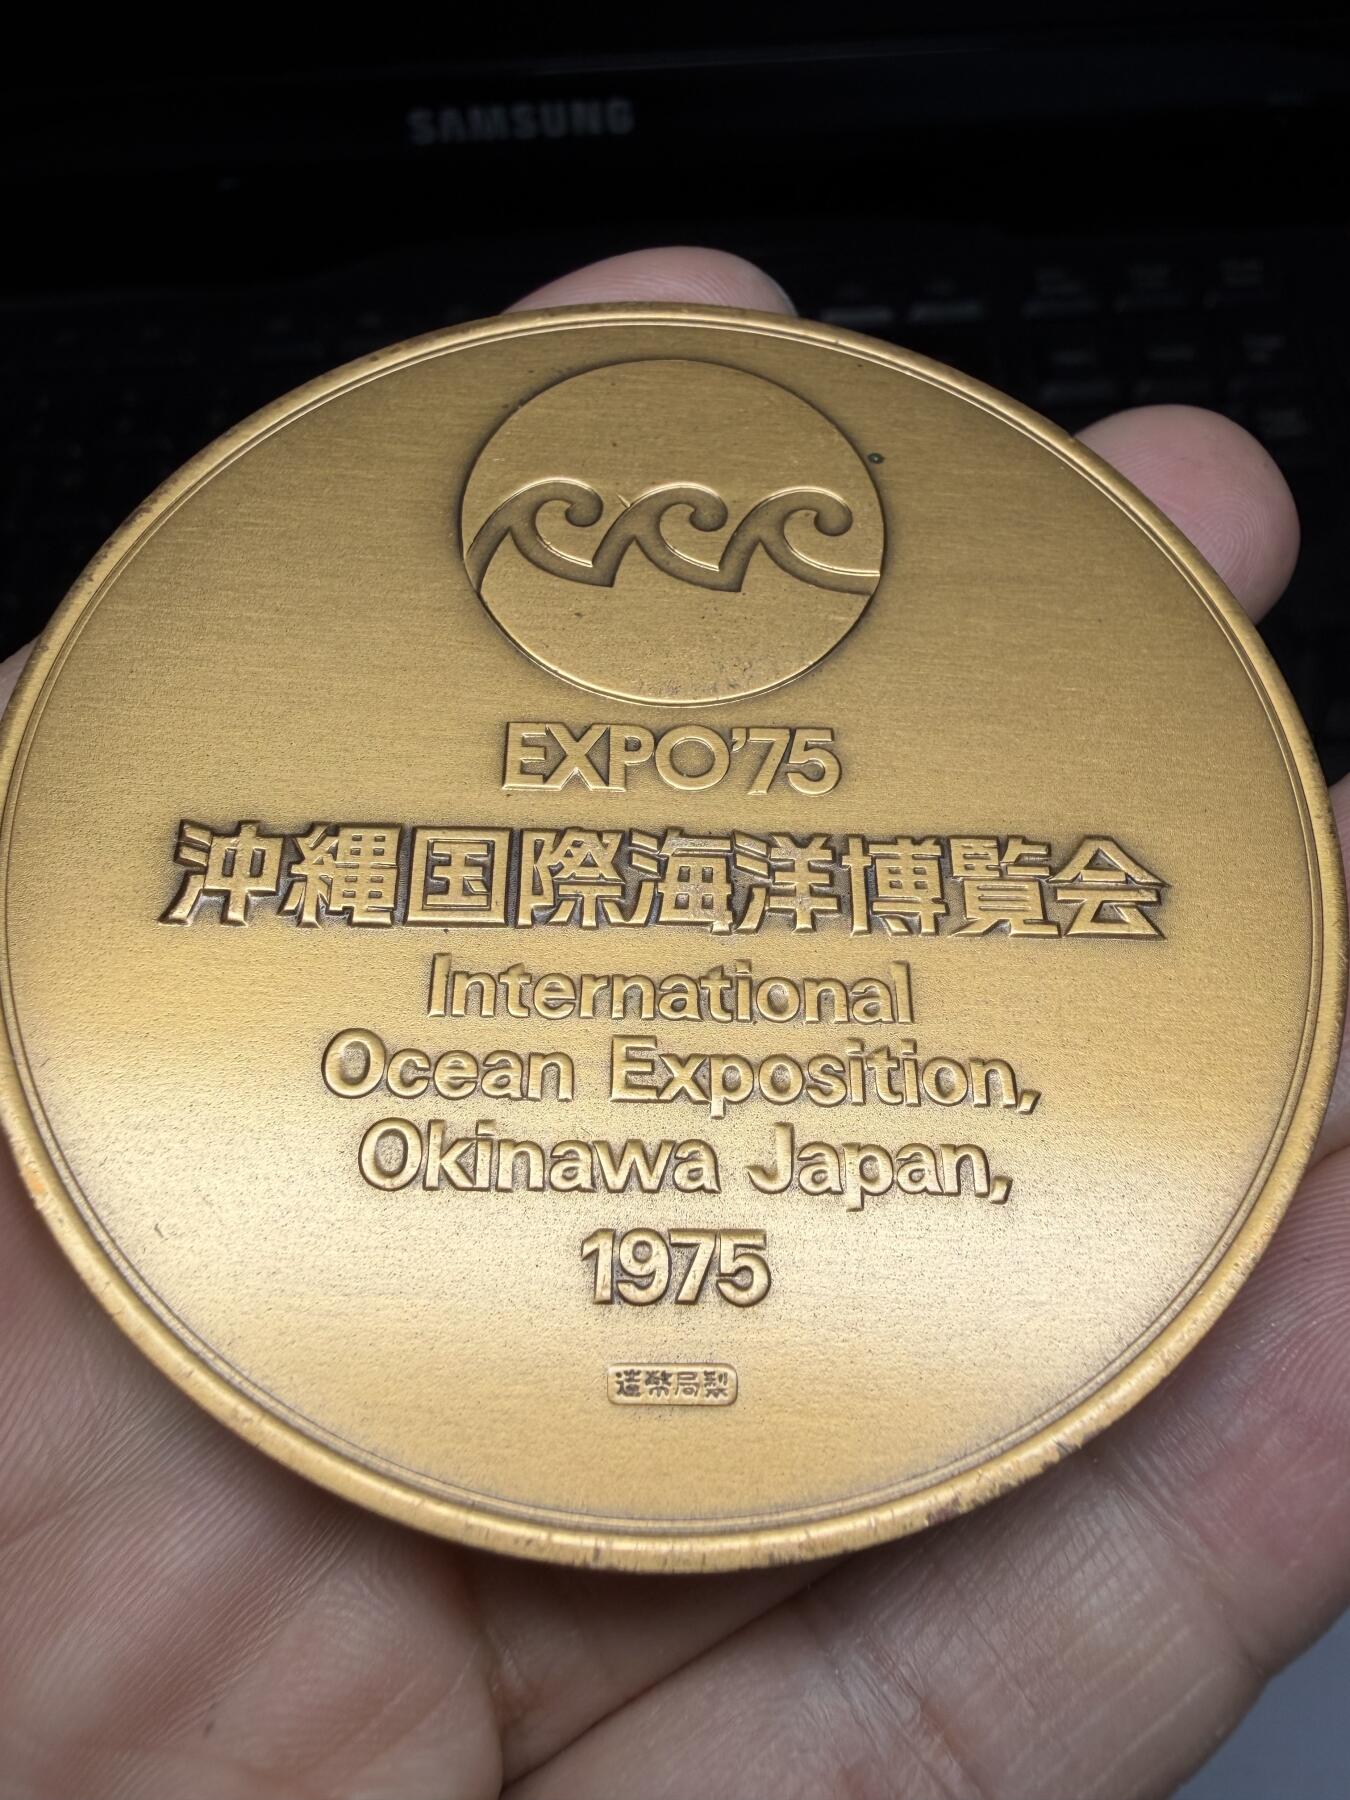 SAMSUNG
EXPO'75
沖縄国際海洋博覧会
International
Ocean Exposition,
Okinawa Japan,
1975
造幣局製